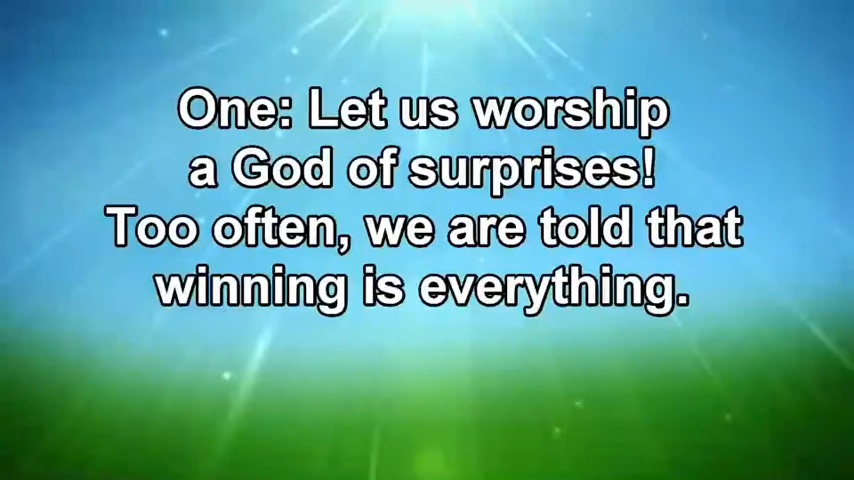 One: Let us worship
a God of surprises!
Too often, we are told that
winning is everything.